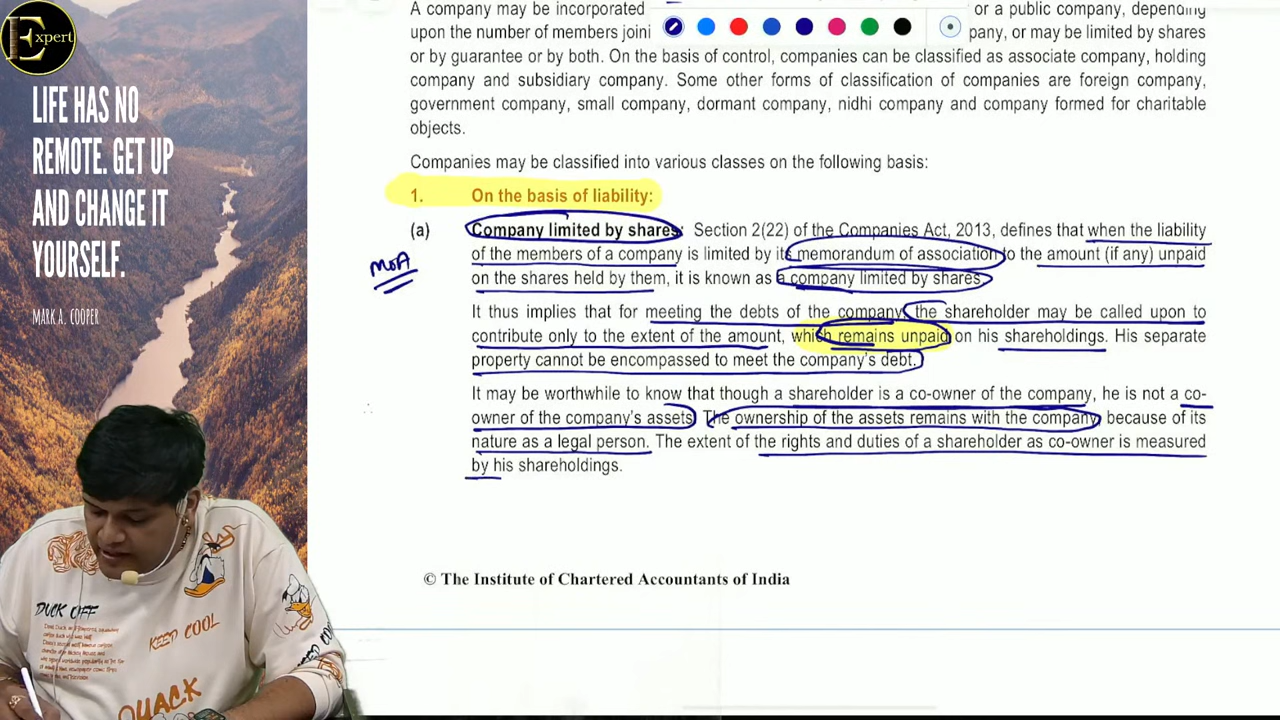 Expert
LIFE HAS NO
REMOTE. GET UP
AND CHANGE IT
YOURSELF.
MARK A. COOPER
A company may be incorporated
or a public company, depending
upon the number of members joini
pany, or may be limited by shares
or by guarantee or by both. On the basis of control, companies can be classified as associate company, holding
company and subsidiary company. Some other forms of classification of companies are foreign company,
government company, small company, dormant company, nidhi company and company formed for charitable
objects.
Companies may be classified into various classes on the following basis:
1. On the basis of liability:
(a) Company limited by shares: Section 2(22) of the Companies Act, 2013, defines that when the liability
of the members of a company is limited by its memorandum of association to the amount (if any) unpaid
MOA
on the shares held by them, it is known as a company limited by shares.
It thus implies that for meeting the debts of the company, the shareholder may be called upon to
contribute only to the extent of the amount, which remains unpaid on his shareholdings. His separate
property cannot be encompassed to meet the company's debt.
It may be worthwhile to know that though a shareholder is a co-owner of the company, he is not a co-
owner of the company's assets. The ownership of the assets remains with the company, because of its
nature as a legal person. The extent of the rights and duties of a shareholder as co-owner is measured
by his shareholdings.
© The Institute of Chartered Accountants of India
DUCK OFF
KEEP COOL
QUACK